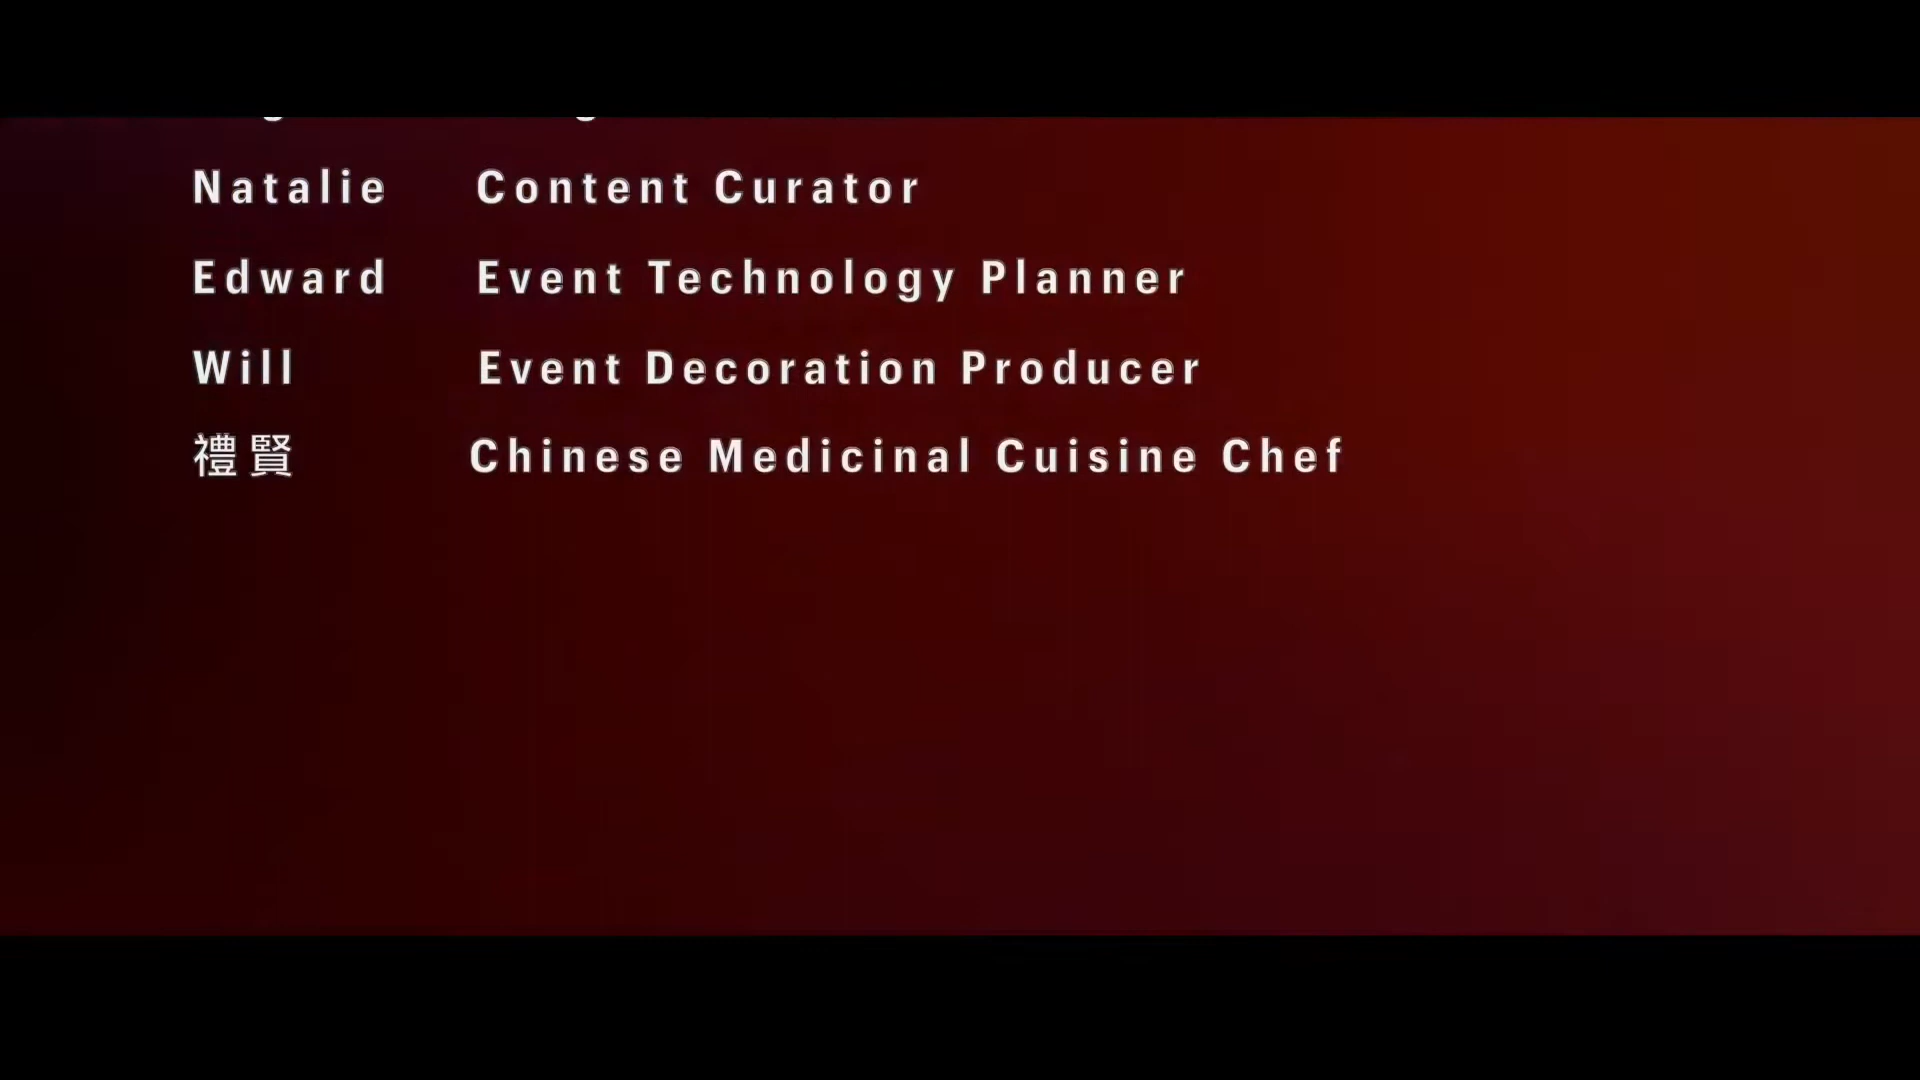 Natalie Content Curator
Edward Event Technology Planner
Will Event Decoration Producer
禮賢 Chinese Medicinal Cuisine Chef